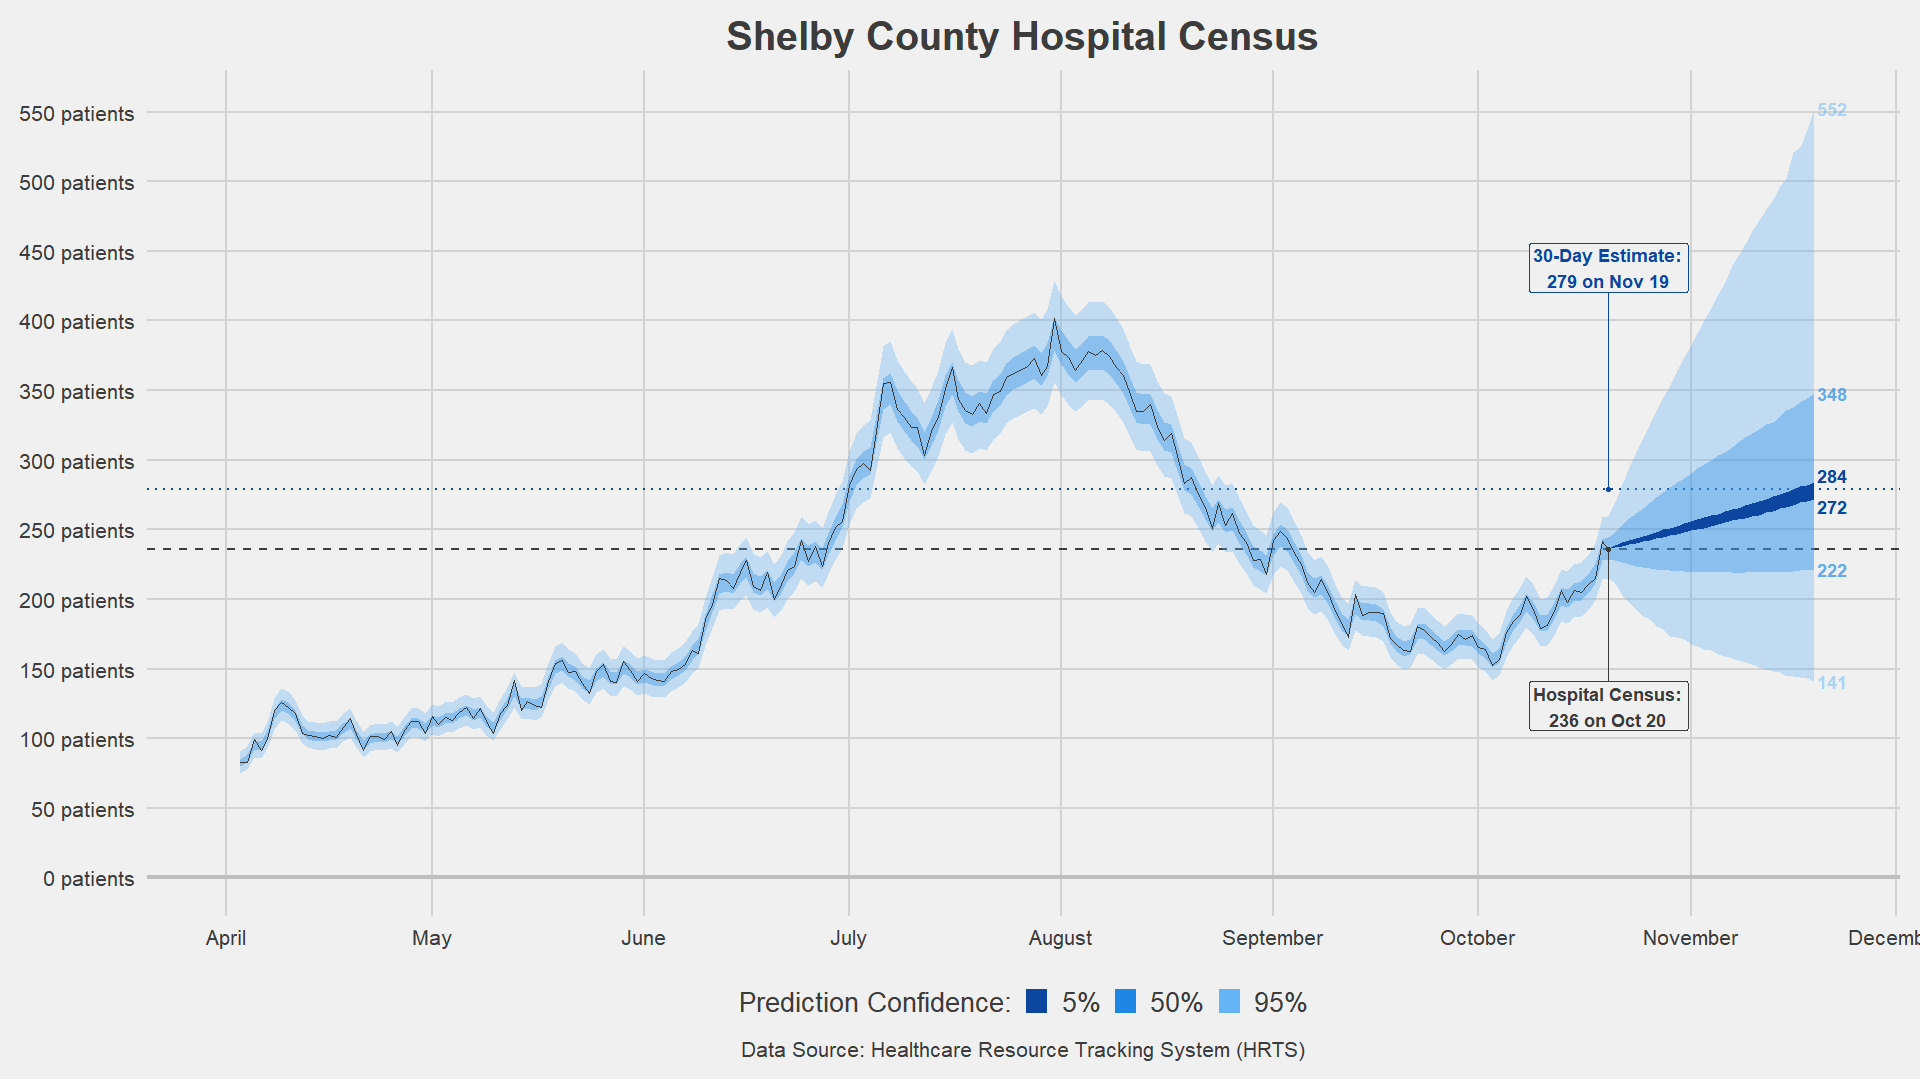 Shelby County Hospital Census
550 patients
500 patients
450 patients
400 patients
350 patients
300 patients
250 patients
200 patients
150 patients
100 patients
50 patients
0 patients
552
30-Day Estimate:
279 on Nov 19
348
284
272
222
141
Hospital Census:
236 on Oct 20
April
May
June
July
August
September
October
November
Decemb
Prediction Confidence: 5% 50% 95%
Data Source: Healthcare Resource Tracking System (HRTS)